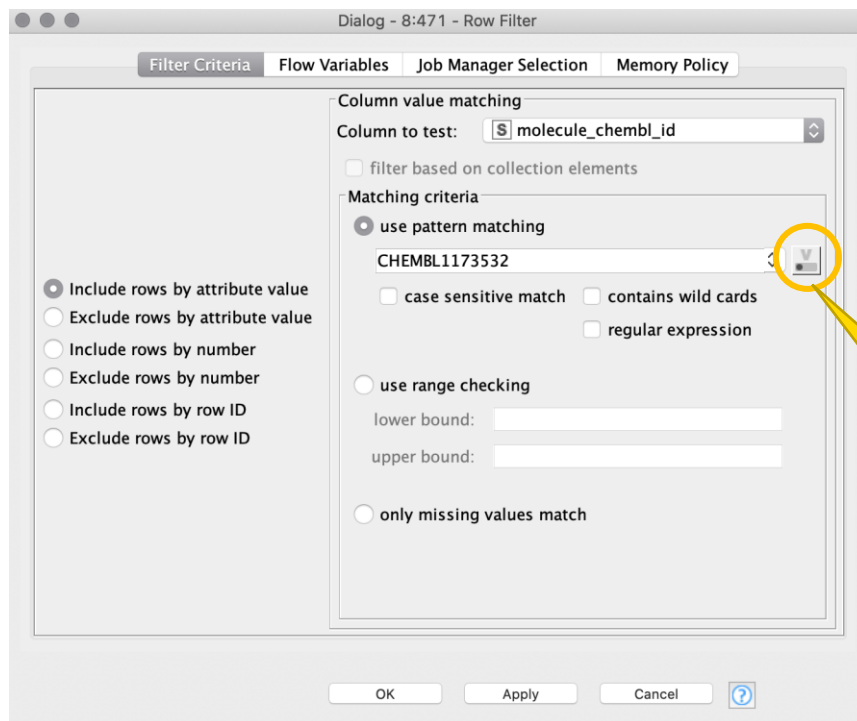 Dialog - 8:471 - Row Filter
Filter Criteria
Flow Variables
Job Manager Selection
Memory Policy
Include rows by attribute value
Exclude rows by attribute value
Include rows by number
Exclude rows by number
Include rows by row ID
Exclude rows by row ID
Column value matching
Column to test:
S molecule_chembl_id
filter based on collection elements
Matching criteria
use pattern matching
CHEMBL1173532
V
case sensitive match
contains wild cards
regular expression
use range checking
lower bound:
upper bound:
only missing values match
OK
Apply
Cancel
?